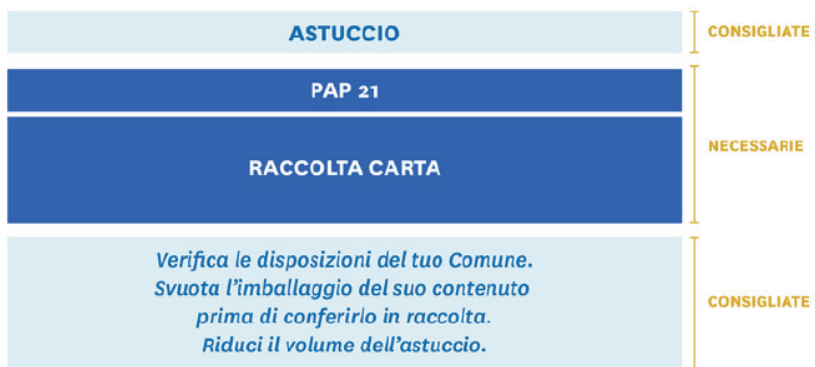 ASTUCCIO
CONSIGLIATE
PAP 21
RACCOLTA CARTA
NECESSARIE
Verifica le disposizioni del tuo Comune.
Svuota l'imballaggio del suo contenuto
prima di conferirlo in raccolta.
Riduci il volume dell'astuccio.
CONSIGLIATE